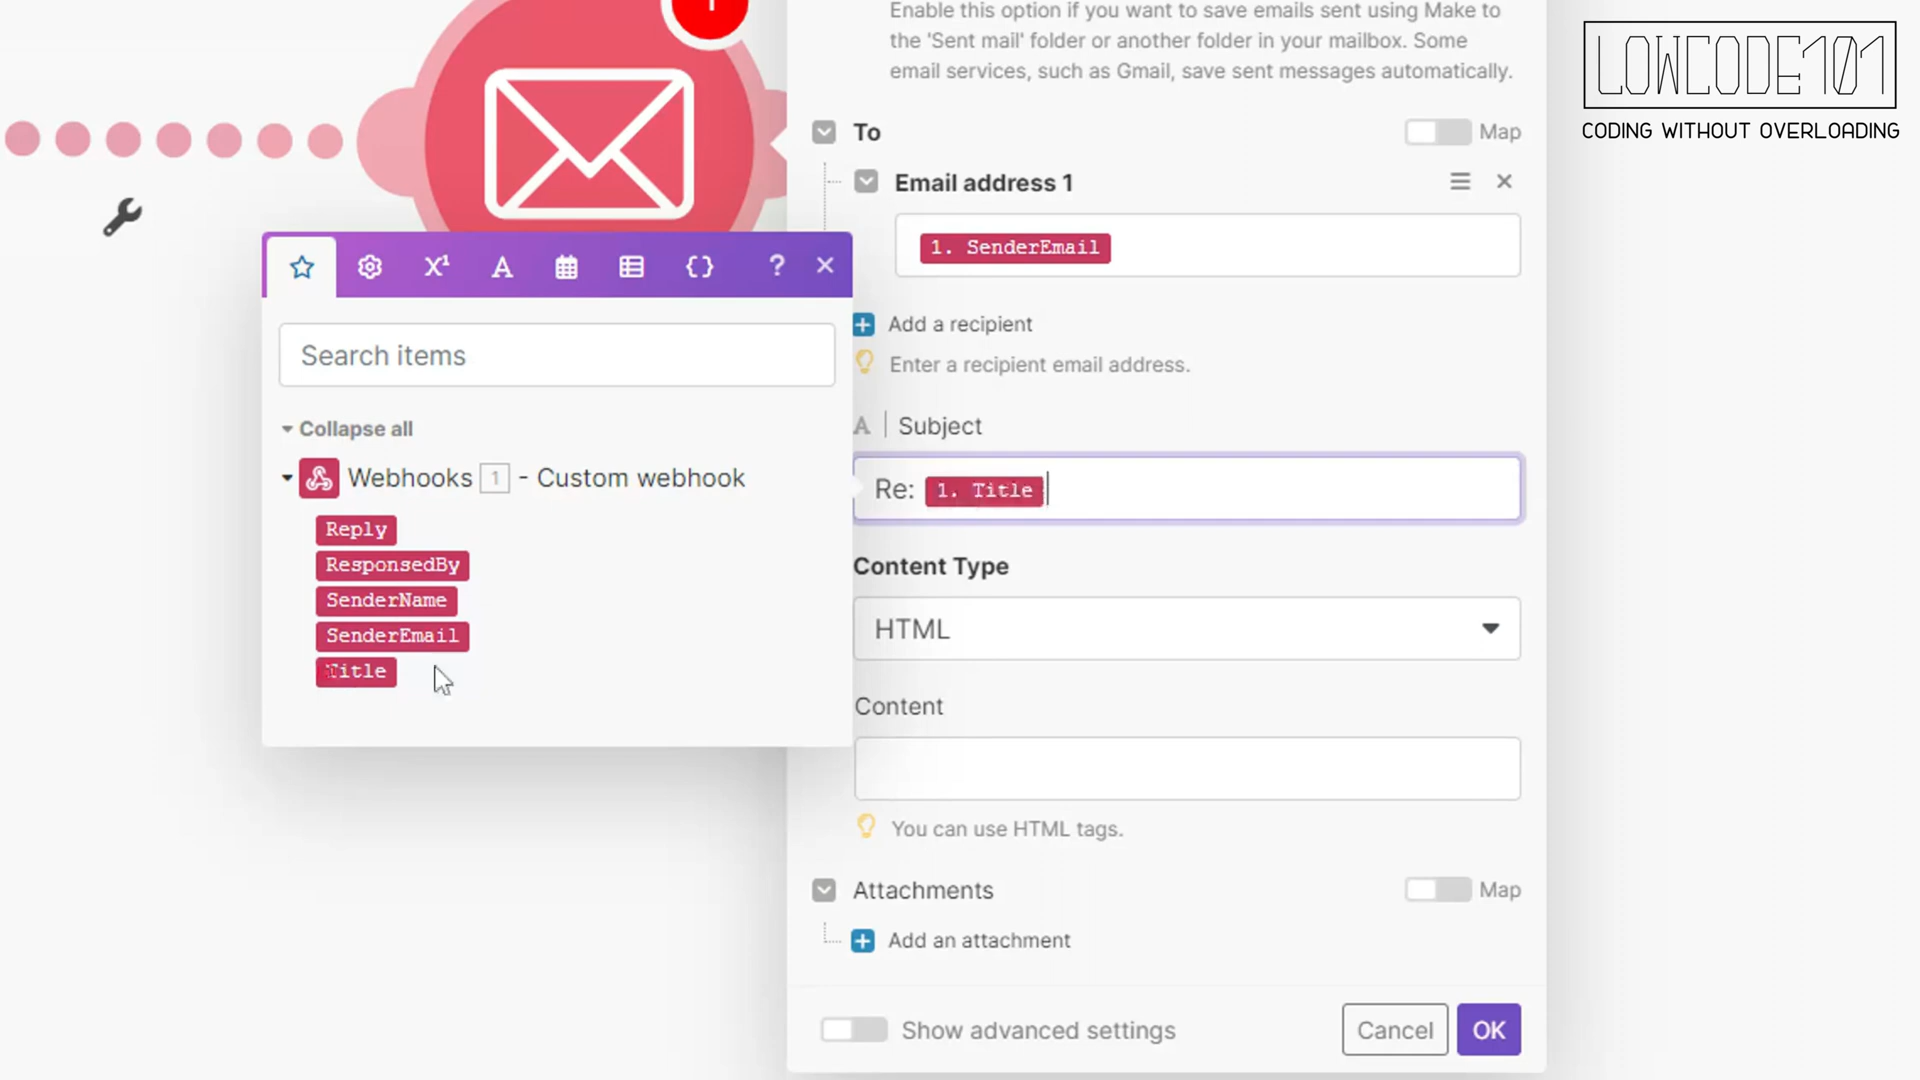 Enable this option if you want to save emails sent using Make to
the 'Sent mail' folder or another folder in your mailbox. Some
email services, such as Gmail, save sent messages automatically.
LOWCODE101
CODING WITHOUT OVERLOADING
To
Map
Email address 1
1. SenderEmail
Add a recipient
Enter a recipient email address.
A | Subject
Re: 1. Title
Content Type
HTML
Content
You can use HTML tags.
Attachments
Map
Add an attachment
Show advanced settings
Cancel
OK
X¹ A { } ? ×
Search items
Collapse all
Webhooks 1 - Custom webhook
Reply
ResponsedBy
SenderName
SenderEmail
Title